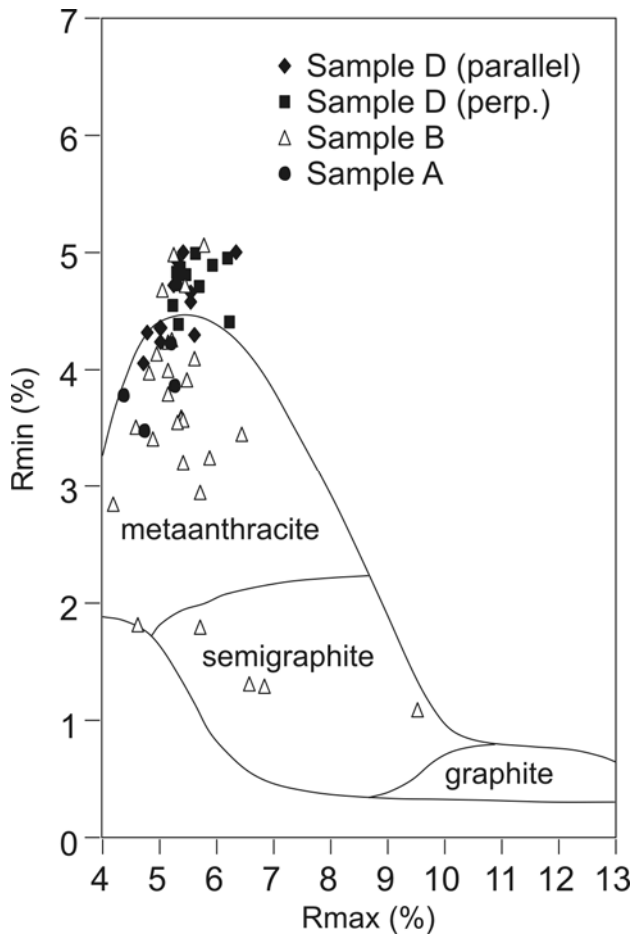 7
Sample D (parallel)
Sample D (perp.)
Sample B
Sample A
6
5
4
3
2
1
0
Rmin (%)
metaanthracite
semigraphite
graphite
4 5 6 7 8 9 10 11 12 13
Rmax (%)